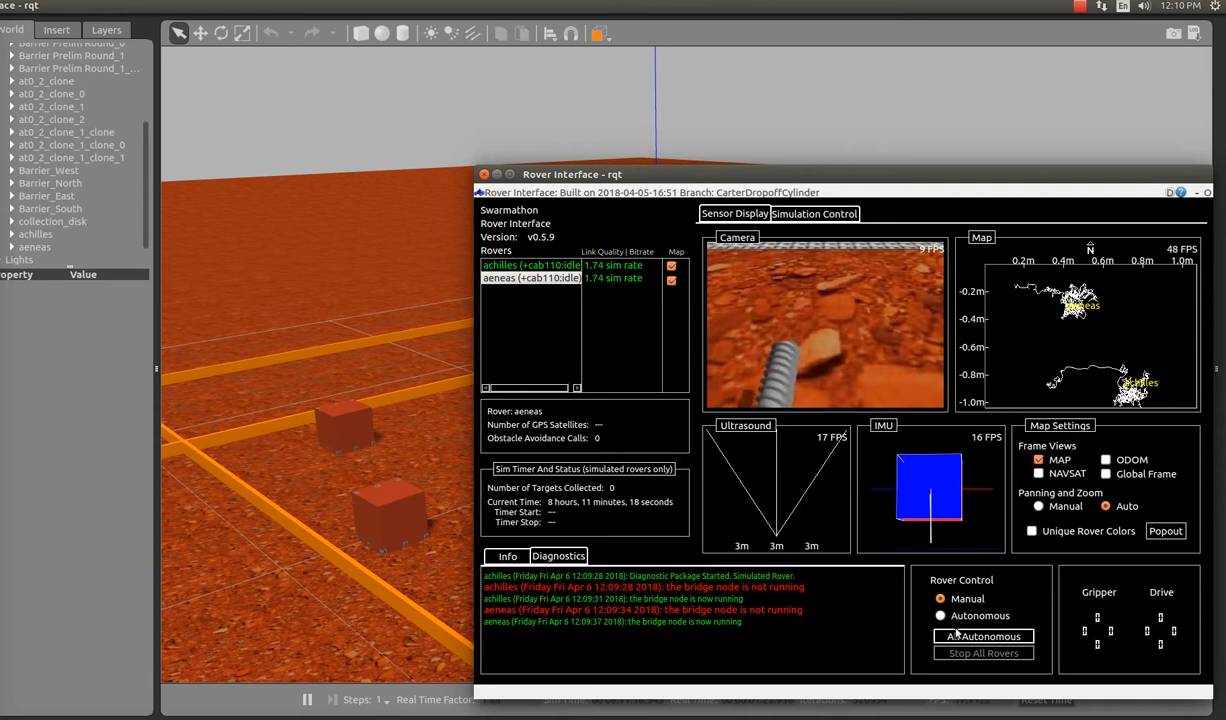 ace - rqt
En
12:10 PM
World
Insert
Layers
Barrier Prelim Round_0
Barrier Prelim Round_1
Barrier Prelim Round_1_...
at0_2_clone
at0_2_clone_0
at0_2_clone_1
at0_2_clone_2
at0_2_clone_1_clone
at0_2_clone_1_clone_0
at0_2_clone_1_clone_1
Barrier_West
Barrier_North
Barrier_East
Barrier_South
collection_disk
achilles
aeneas
Lights
operty Value
Rover Interface - rqt
Rover Interface: Built on 2018-04-05-16:51 Branch: CarterDropoffCylinder
D
- O
Swarmathon
Rover Interface
Version: v0.5.9
Rovers
Link Quality | Bitrate
Map
achilles (+cab110:idle
1.74 sim rate
aeneas (+cab110:idle)
1.74 sim rate
Rover: aeneas
Number of GPS Satellites: ---
Obstacle Avoidance Calls: 0
Sim Timer And Status (simulated rovers only)
Number of Targets Collected: 0
Current Time: 8 hours, 11 minutes, 18 seconds
Timer Start: ---
Timer Stop: ---
Sensor Display
Simulation Control
Camera
9 FPS
Map
48 FPS
N
0.2m 0.4m 0.6m 0.8m 1.0m
-0.2m
-0.4m
-0.6m
-0.8m
-1.0m
aeneas
achilles
Ultrasound
17 FPS
3m 3m 3m
IMU
16 FPS
Map Settings
Frame Views
MAP
ODOM
NAVSAT
Global Frame
Panning and Zoom
Manual
Auto
Unique Rover Colors
Popout
Info
Diagnostics
achilles (Friday Fri Apr 6 12:09:28 2018): Diagnostic Package Started. Simulated Rover.
achilles (Friday Fri Apr 6 12:09:28 2018): the bridge node is not running
achilles (Friday Fri Apr 6 12:09:31 2018): the bridge node is now running
aeneas (Friday Fri Apr 6 12:09:34 2018): the bridge node is not running
aeneas (Friday Fri Apr 6 12:09:37 2018): the bridge node is now running
Rover Control
Manual
Autonomous
All Autonomous
Stop All Rovers
Gripper
Drive
Steps: 1
Real Time Factor:
Reset Time